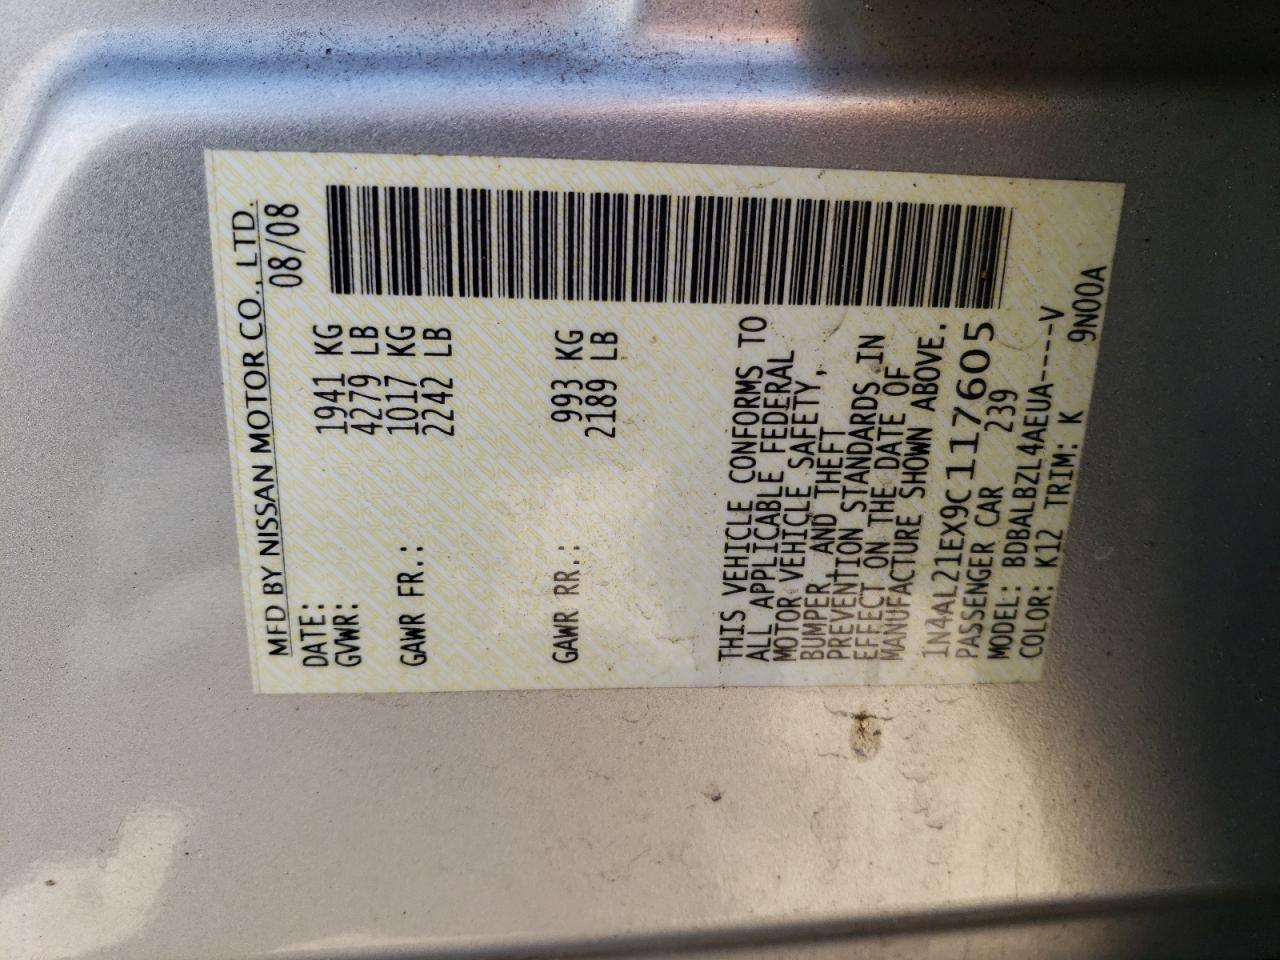 MFD BY NISSAN MOTOR CO., LTD.
DATE: 08/08
GVWR: 1941 KG
4279 LB
GAWR FR.: 1017 KG
2242 LB
GAWR RR.: 993 KG
2189 LB
THIS VEHICLE CONFORMS TO
ALL APPLICABLE FEDERAL
MOTOR VEHICLE SAFETY,
BUMPER, AND THEFT
PREVENTION STANDARDS IN
EFFECT ON THE DATE OF
MANUFACTURE SHOWN ABOVE.
1N4AL21EX9C117605
PASSENGER CAR 239
MODEL: BDBALBZL4AEUA----V
COLOR: K12 TRIM: K 9N00A